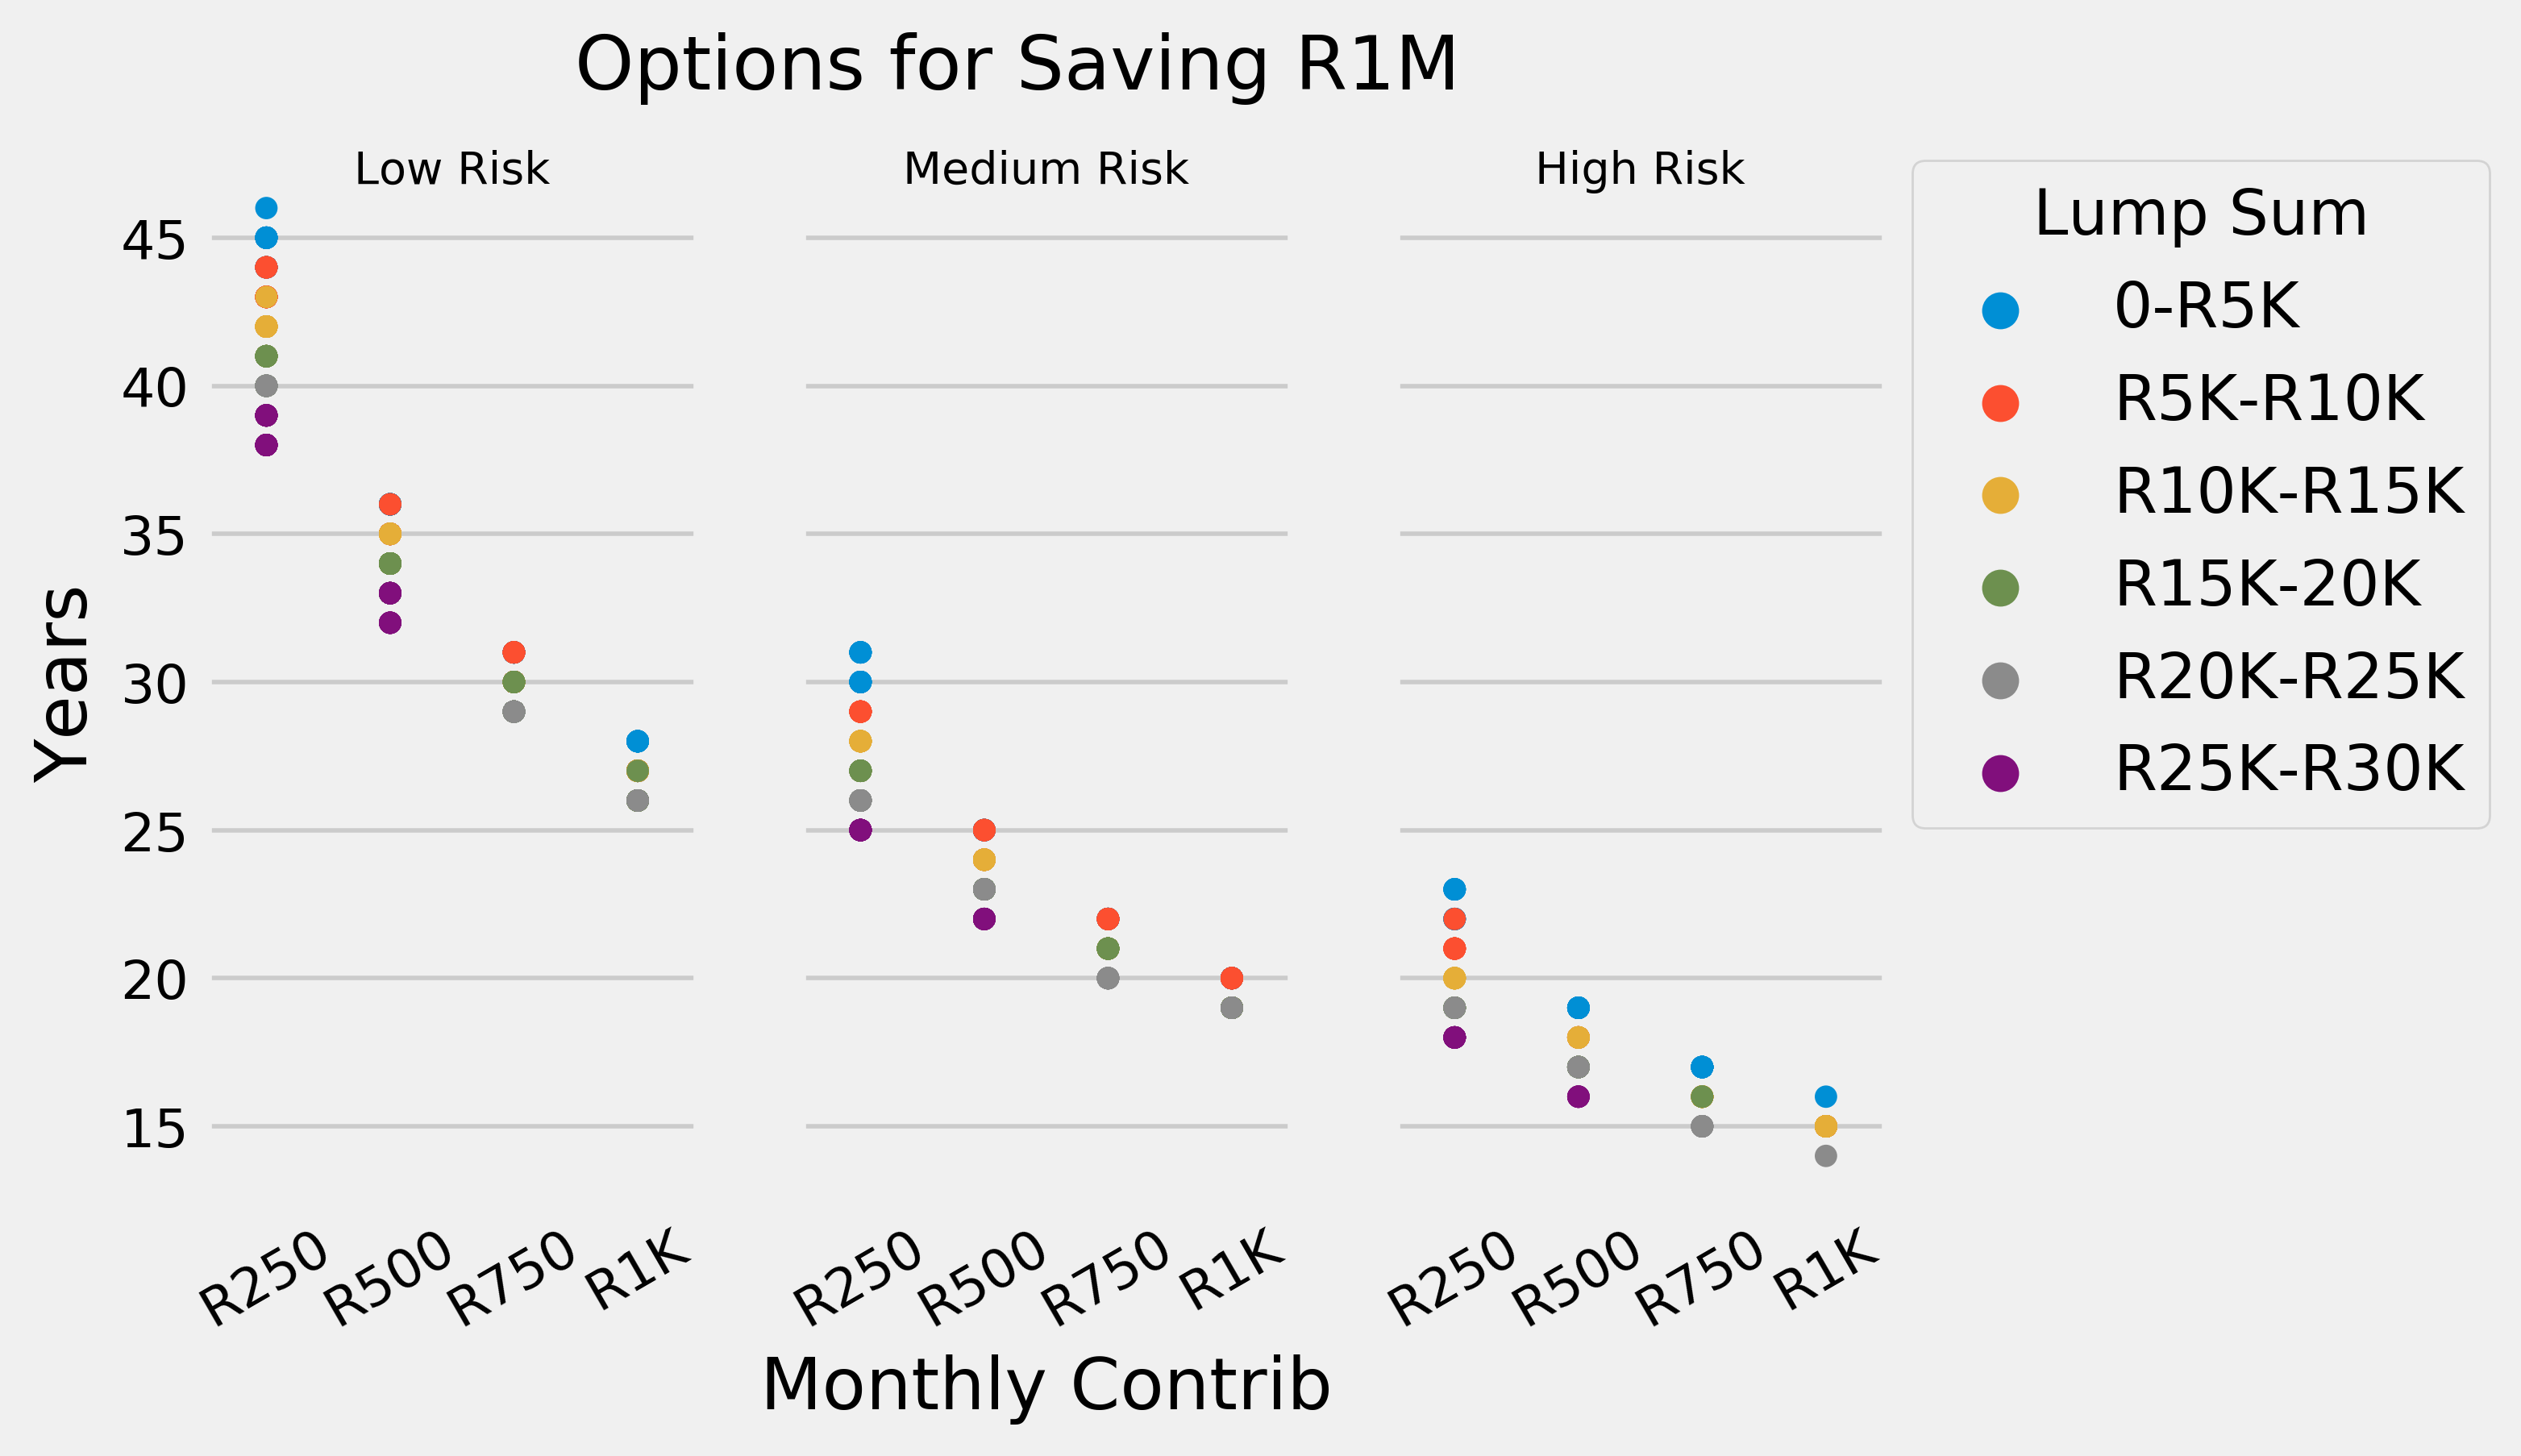 Options for Saving R1M
Low Risk
Medium Risk
High Risk
Years
45
40
35
30
25
20
15
R250 R500 R750 R1K
R250 R500 R750 R1K
R250 R500 R750 R1K
Monthly Contrib
Lump Sum
0-R5K
R5K-R10K
R10K-R15K
R15K-20K
R20K-R25K
R25K-R30K